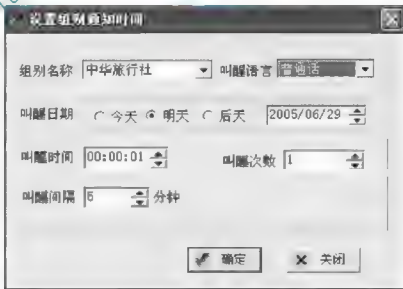 设置组别通知时间
组别名称 中华旅行社 叫醒语言 普通话
叫醒日期 今天 明天 后天 2005/06/29
叫醒时间 00:00:01 叫醒次数 1
叫醒间隔 5 分钟
确定 关闭